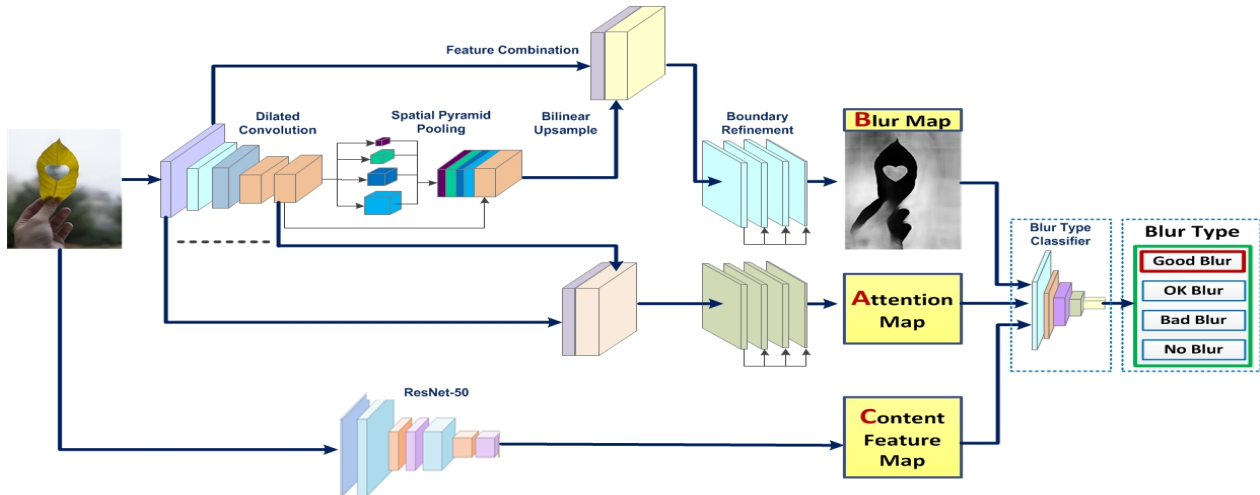 Feature Combination
Dilated
Convolution
Spatial Pyramid
Pooling
Bilinear
Upsample
Boundary
Refinement
Blur Map
Blur Type
Classifier
Blur Type
Good Blur
OK Blur
Bad Blur
No Blur
Attention
Map
ResNet-50
Content
Feature
Map